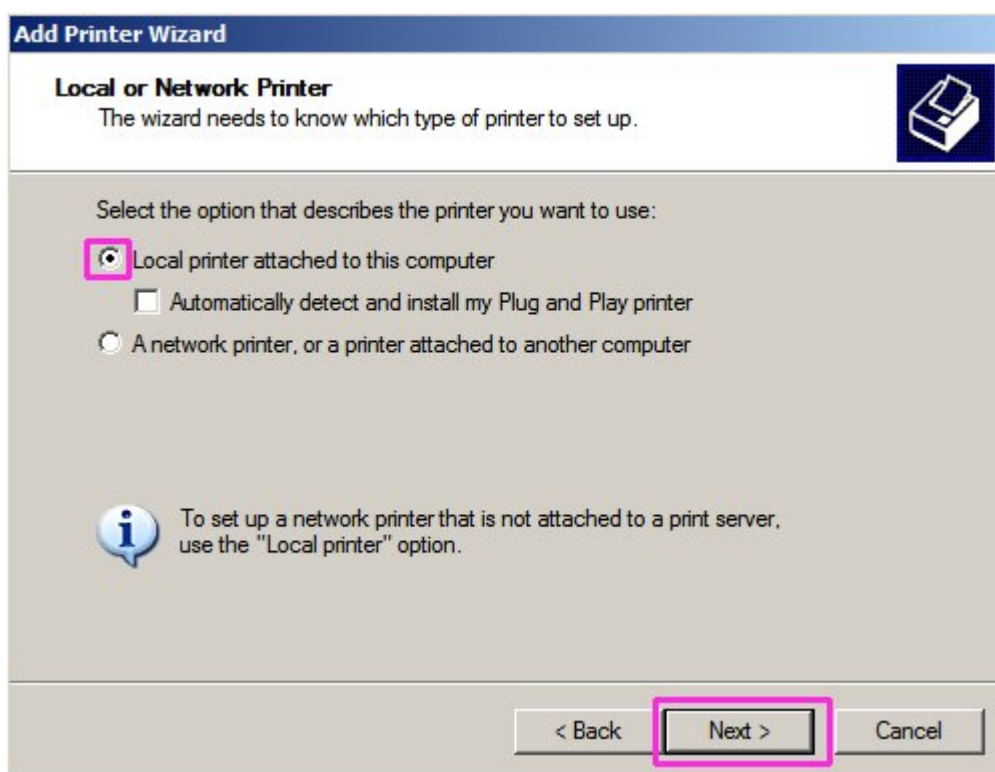 Add Printer Wizard
Local or Network Printer
The wizard needs to know which type of printer to set up.
Select the option that describes the printer you want to use:
Local printer attached to this computer
Automatically detect and install my Plug and Play printer
A network printer, or a printer attached to another computer
To set up a network printer that is not attached to a print server,
use the "Local printer" option.
< Back
Next >
Cancel